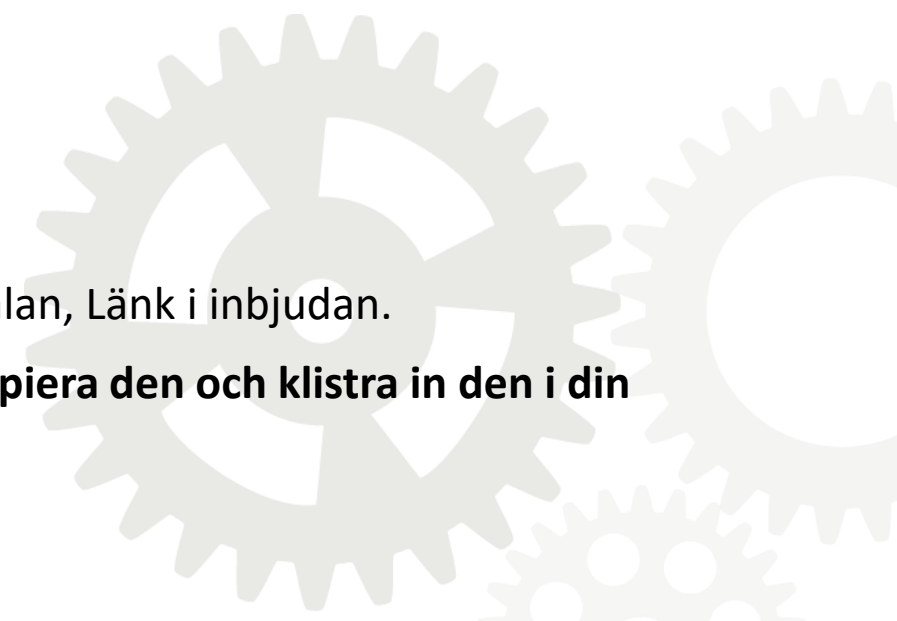 lan, Länk i inbjudan.
piera den och klistra in den i din